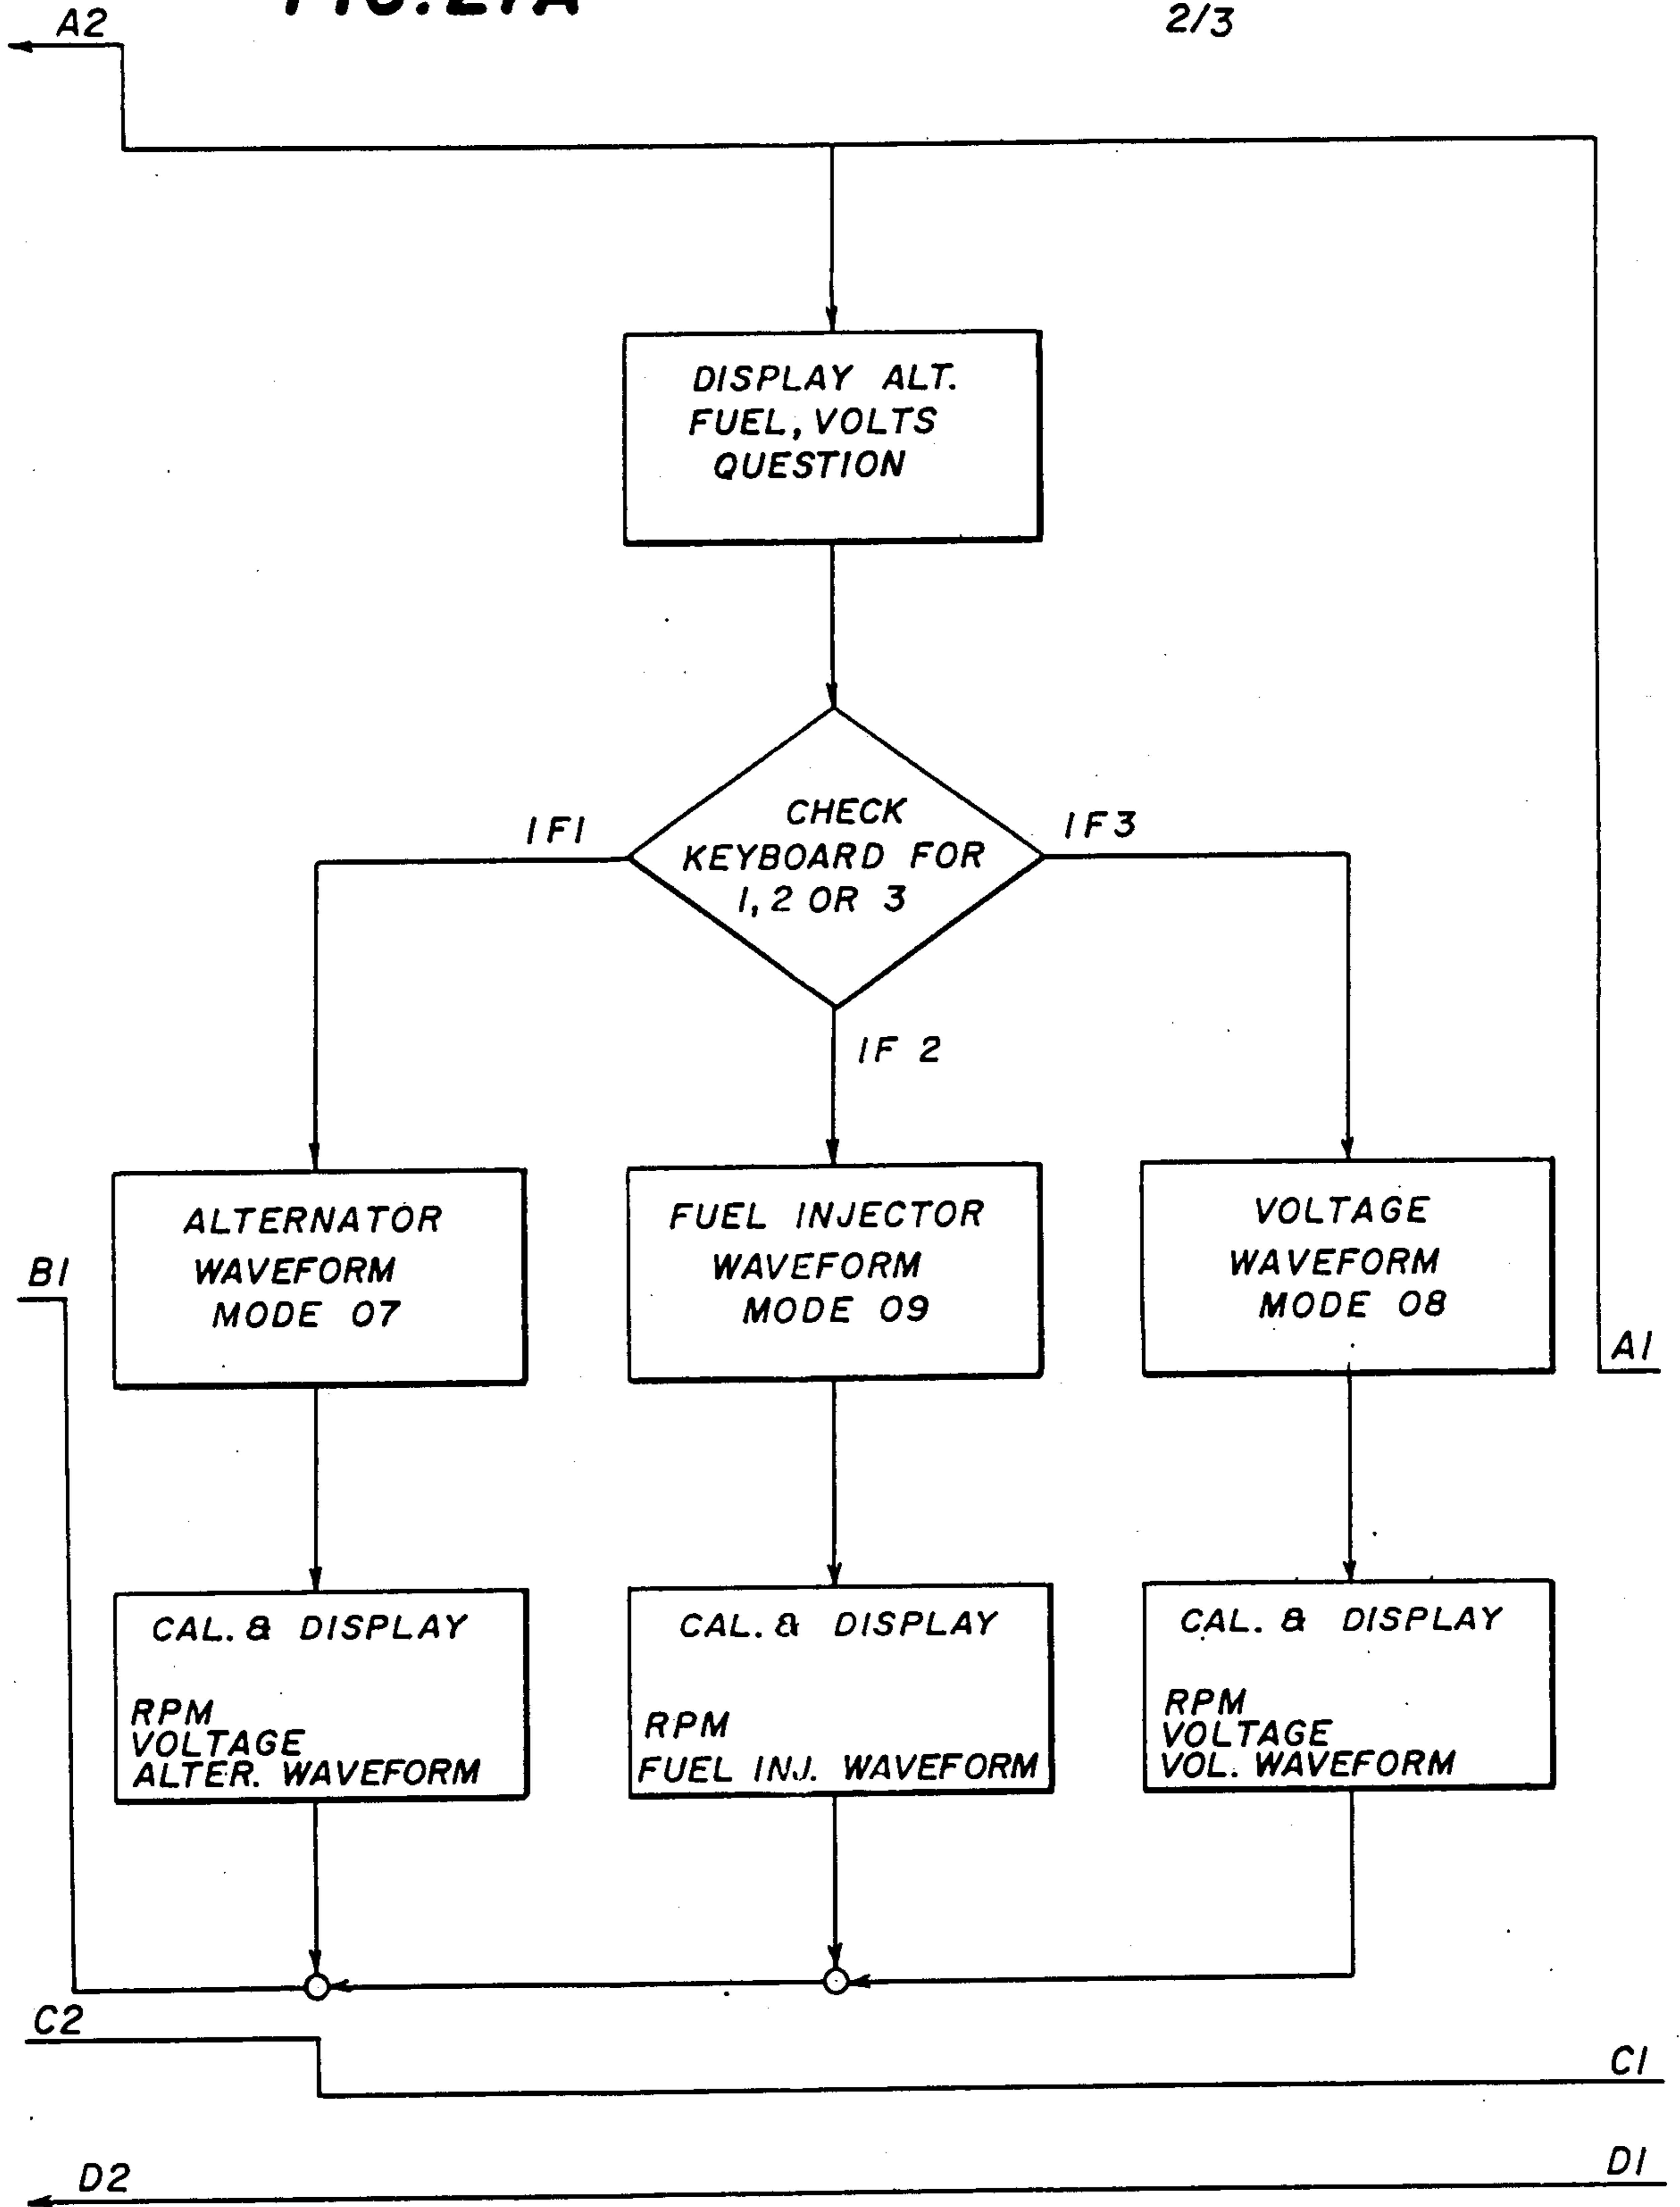 FIG. 27A
A2
2/3
DISPLAY ALT.
FUEL, VOLTS
QUESTION
CHECK
KEYBOARD FOR
1, 2 OR 3
IF1
IF3
IF 2
ALTERNATOR
WAVEFORM
MODE 07
FUEL INJECTOR
WAVEFORM
MODE 09
VOLTAGE
WAVEFORM
MODE 08
B1
A1
CAL. & DISPLAY
RPM
VOLTAGE
ALTER. WAVEFORM
CAL. & DISPLAY
RPM
FUEL INJ. WAVEFORM
CAL. & DISPLAY
RPM
VOLTAGE
VOL. WAVEFORM
C2
C1
D2
D1